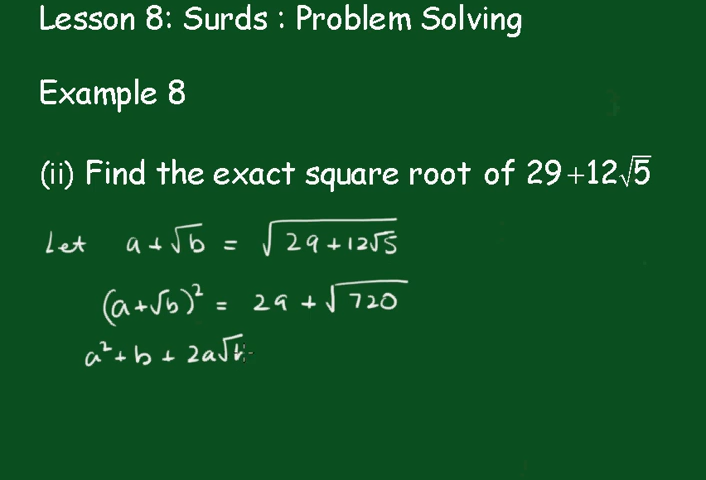 Lesson 8: Surds : Problem Solving
Example 8
(ii) Find the exact square root of 29+12√5
Let a+√b = √(29+12√5)
(a+√b)² = 29 + √720
a² + b + 2a√b